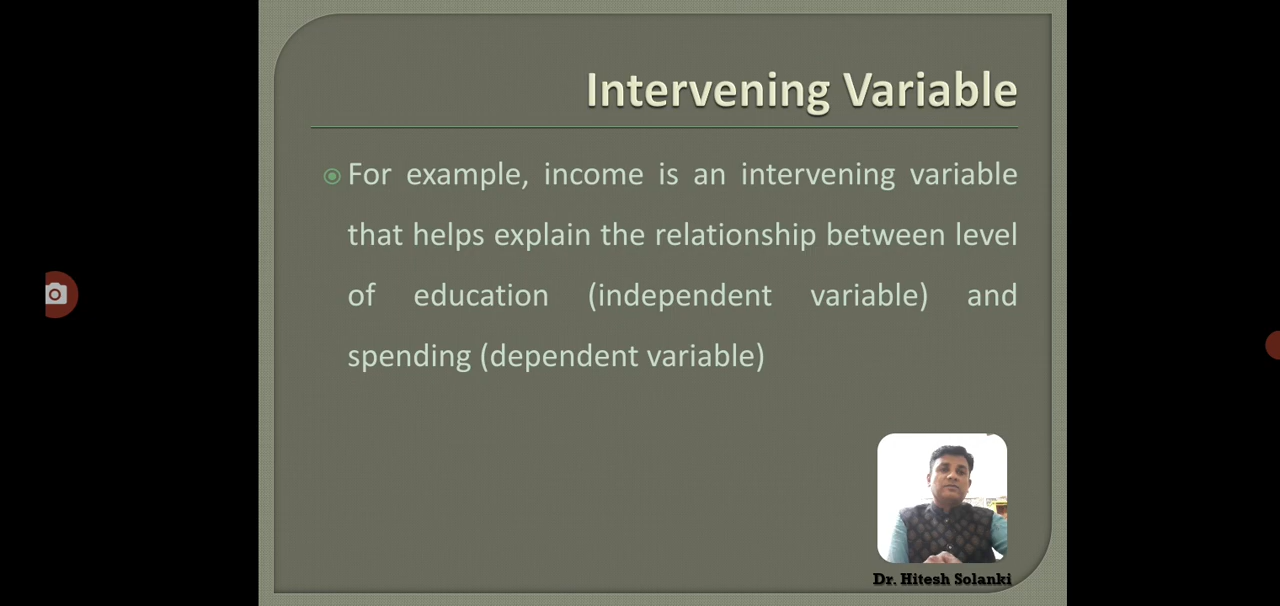 Intervening Variable
For example, income is an intervening variable
that helps explain the relationship between level
of education (independent variable) and
spending (dependent variable)
Dr. Hitesh Solanki